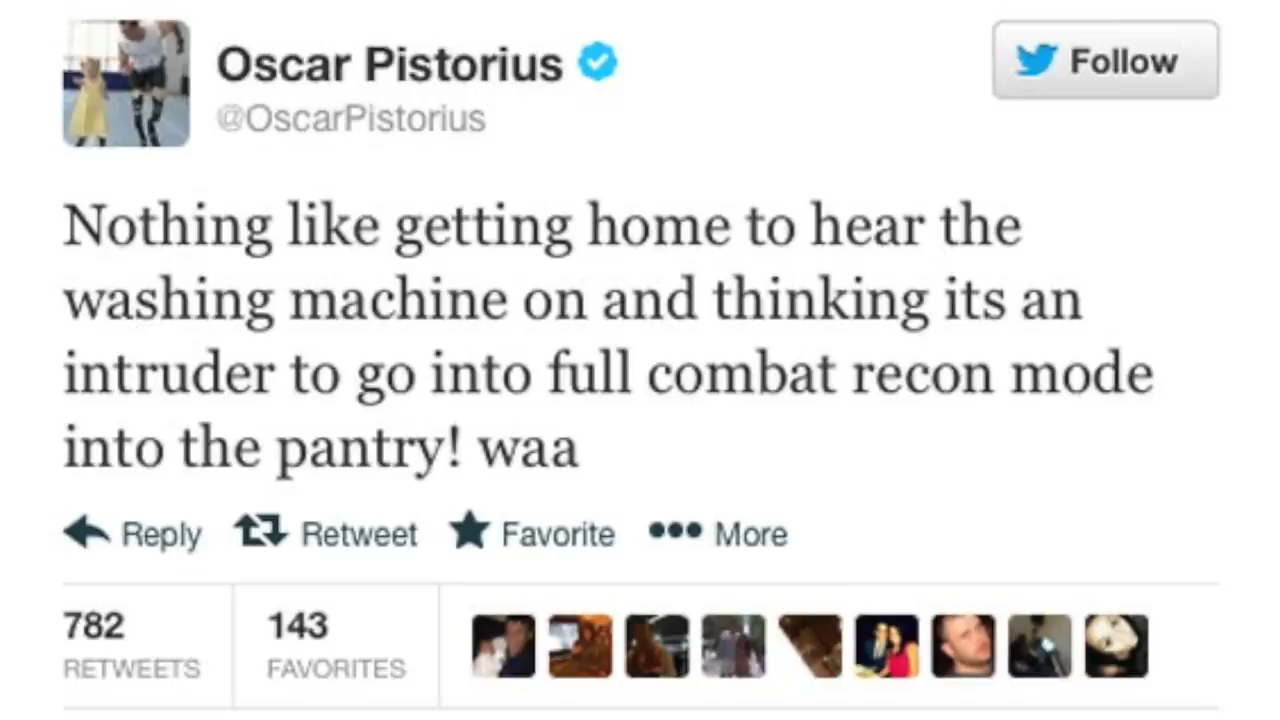 Oscar Pistorius
Follow
@OscarPistorius
Nothing like getting home to hear the
washing machine on and thinking its an
intruder to go into full combat recon mode
into the pantry! waa
Reply Retweet Favorite More
782 143
RETWEETS FAVORITES